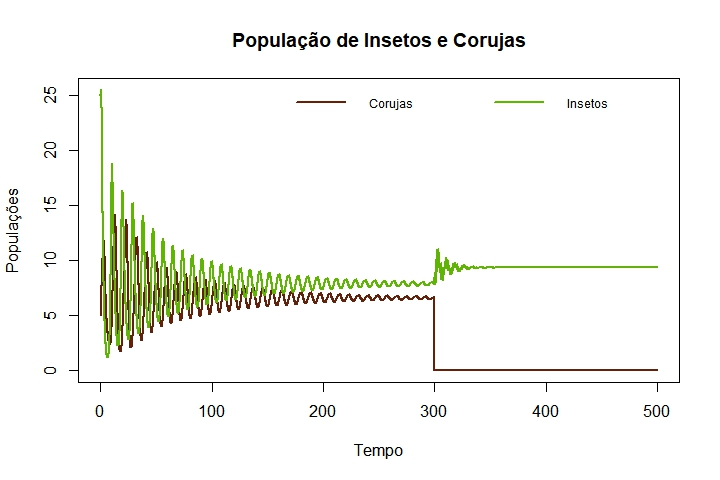 População de Insetos e Corujas
Corujas
Insetos
Populações
25
20
15
10
5
0
0 100 200 300 400 500
Tempo